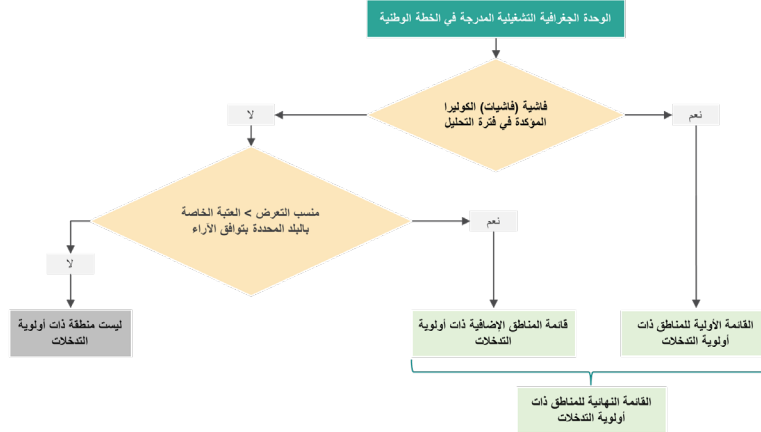 الوحدة الجغرافية التشغيلية المدرجة في الخطة الوطنية
فاشية (فاشيات) الكوليرا
المؤكدة في فترة التحليل
نعم
لا
منسب التعرض > العتبة الخاصة
بالبلد المحددة بتوافق الآراء
نعم
لا
القائمة الأولية للمناطق ذات
أولوية التدخلات
قائمة المناطق الإضافية ذات أولوية
التدخلات
ليست منطقة ذات أولوية
التدخلات
القائمة النهائية للمناطق ذات
أولوية التدخلات